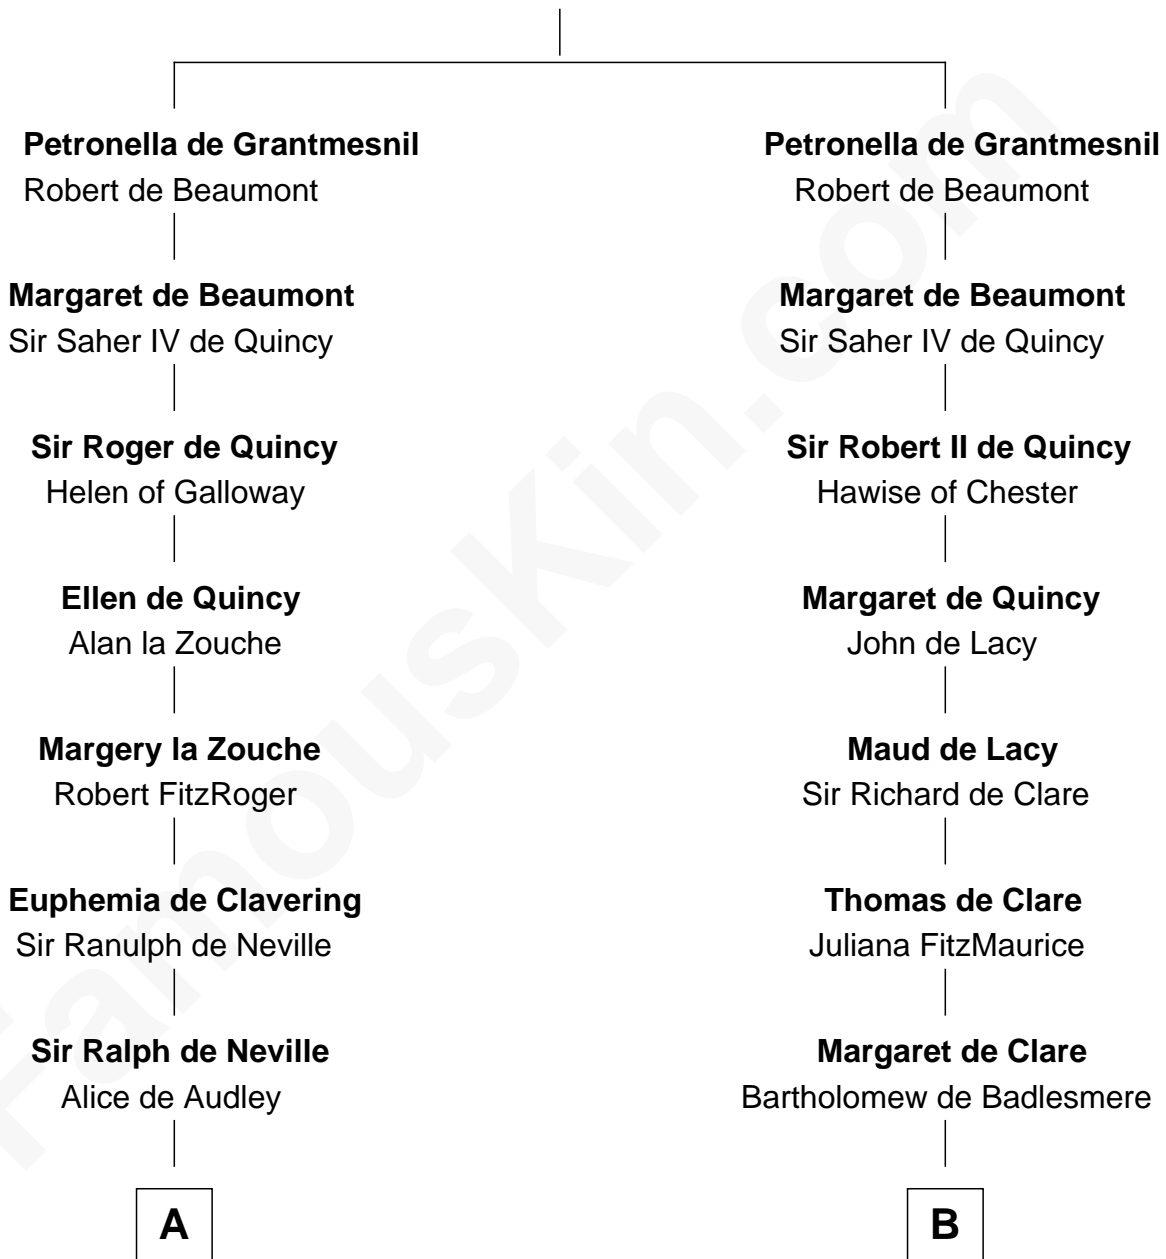 Petronella de Grantmesnil
Robert de Beaumont
Margaret de Beaumont
Sir Saher IV de Quincy
Sir Roger de Quincy
Helen of Galloway
Ellen de Quincy
Alan la Zouche
Margery la Zouche
Robert FitzRoger
Euphemia de Clavering
Sir Ranulph de Neville
Sir Ralph de Neville
Alice de Audley
A
Petronella de Grantmesnil
Robert de Beaumont
Margaret de Beaumont
Sir Saher IV de Quincy
Sir Robert II de Quincy
Hawise of Chester
Margaret de Quincy
John de Lacy
Maud de Lacy
Sir Richard de Clare
Thomas de Clare
Juliana FitzMaurice
Margaret de Clare
Bartholomew de Badlesmere
B
FamousKin.com